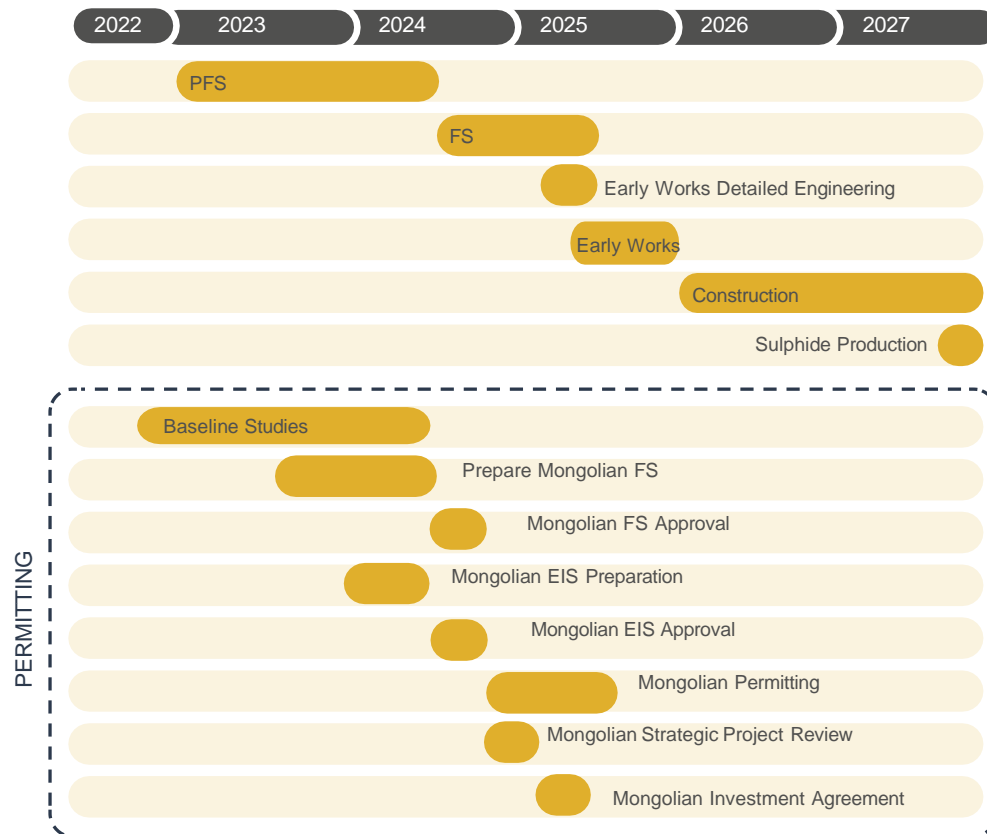 2022 2023 2024 2025 2026 2027
PFS
FS
Early Works Detailed Engineering
Early Works
Construction
Sulphide Production
PERMITTING
Baseline Studies
Prepare Mongolian FS
Mongolian FS Approval
Mongolian EIS Preparation
Mongolian EIS Approval
Mongolian Permitting
Mongolian Strategic Project Review
Mongolian Investment Agreement